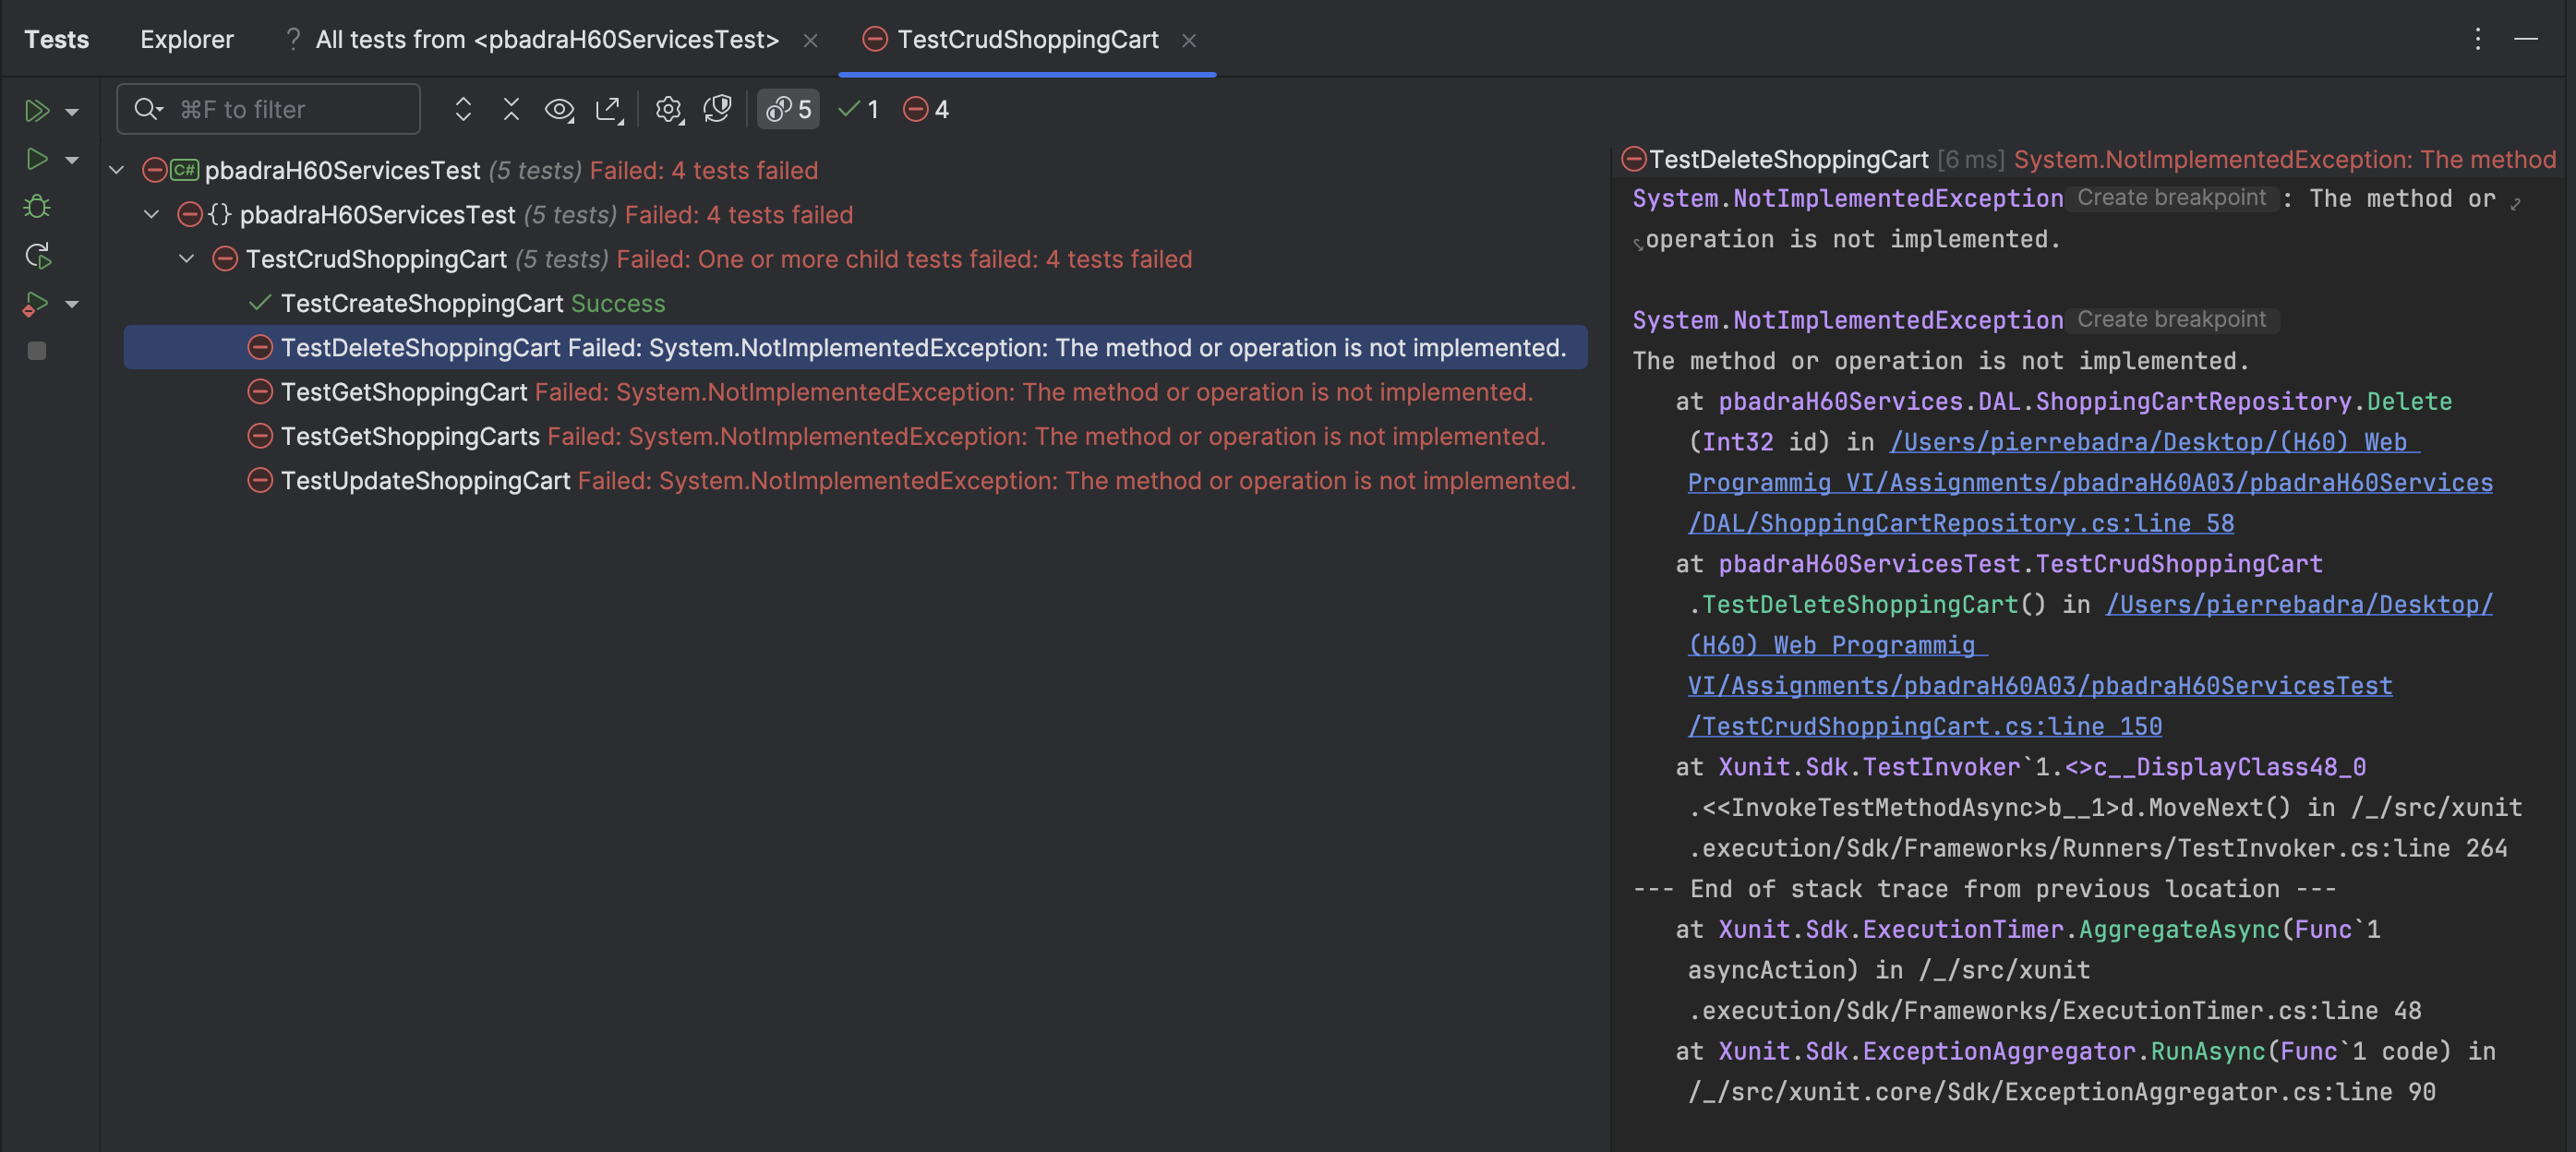 Tests
Explorer
? All tests from <pbadraH60ServicesTest>
TestCrudShoppingCart
⌘F to filter
5
1
4
C# pbadraH60ServicesTest (5 tests) Failed: 4 tests failed
{} pbadraH60ServicesTest (5 tests) Failed: 4 tests failed
TestCrudShoppingCart (5 tests) Failed: One or more child tests failed: 4 tests failed
TestCreateShoppingCart Success
TestDeleteShoppingCart Failed: System.NotImplementedException: The method or operation is not implemented.
TestGetShoppingCart Failed: System.NotImplementedException: The method or operation is not implemented.
TestGetShoppingCarts Failed: System.NotImplementedException: The method or operation is not implemented.
TestUpdateShoppingCart Failed: System.NotImplementedException: The method or operation is not implemented.
TestDeleteShoppingCart [6 ms] System.NotImplementedException: The method
System.NotImplementedException Create breakpoint : The method or
operation is not implemented.
System.NotImplementedException Create breakpoint
The method or operation is not implemented.
at pbadraH60Services.DAL.ShoppingCartRepository.Delete
(Int32 id) in /Users/pierrebadra/Desktop/(H60) Web
Programmig VI/Assignments/pbadraH60A03/pbadraH60Services
/DAL/ShoppingCartRepository.cs:line 58
at pbadraH60ServicesTest.TestCrudShoppingCart
.TestDeleteShoppingCart() in /Users/pierrebadra/Desktop/
(H60) Web Programmig
VI/Assignments/pbadraH60A03/pbadraH60ServicesTest
/TestCrudShoppingCart.cs:line 150
at Xunit.Sdk.TestInvoker`1.<>c__DisplayClass48_0
.<<InvokeTestMethodAsync>b__1>d.MoveNext() in /_/src/xunit
.execution/Sdk/Frameworks/Runners/TestInvoker.cs:line 264
--- End of stack trace from previous location ---
at Xunit.Sdk.ExecutionTimer.AggregateAsync(Func`1
asyncAction) in /_/src/xunit
.execution/Sdk/Frameworks/ExecutionTimer.cs:line 48
at Xunit.Sdk.ExceptionAggregator.RunAsync(Func`1 code) in
/_/src/xunit.core/Sdk/ExceptionAggregator.cs:line 90